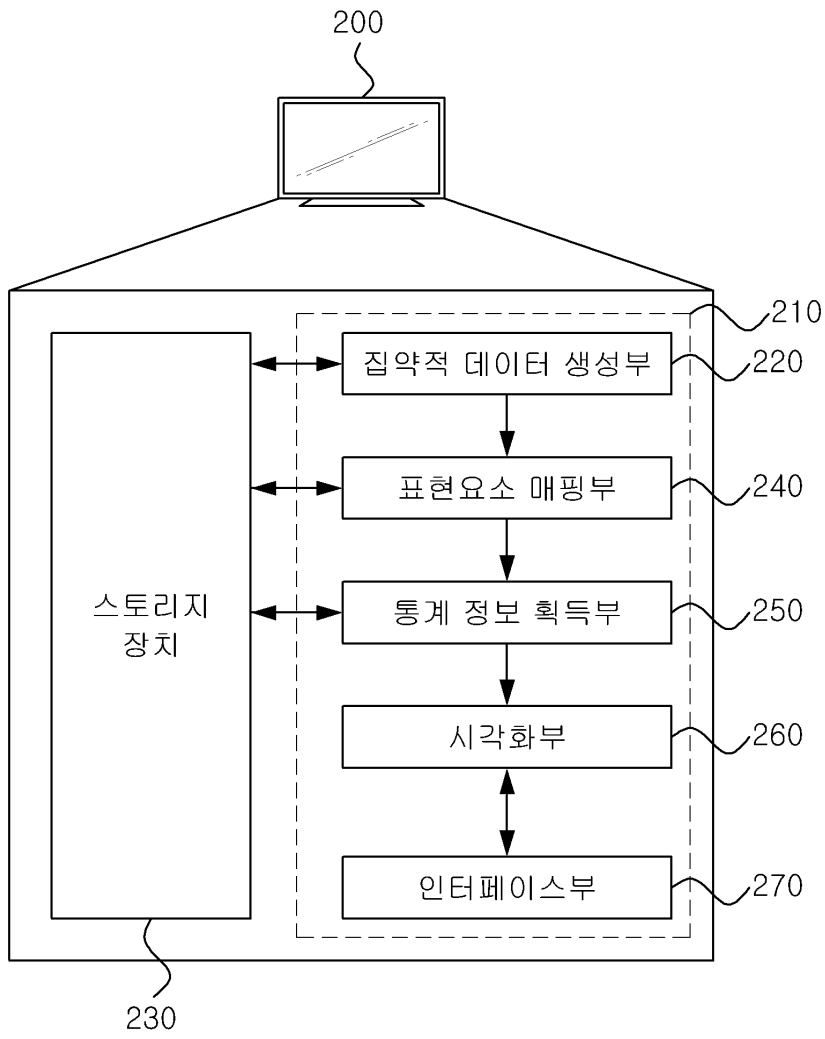 200
210
집약적 데이터 생성부
220
표현요소 매핑부
240
스토리지
장치
통계 정보 획득부
250
시각화부
260
인터페이스부
270
230